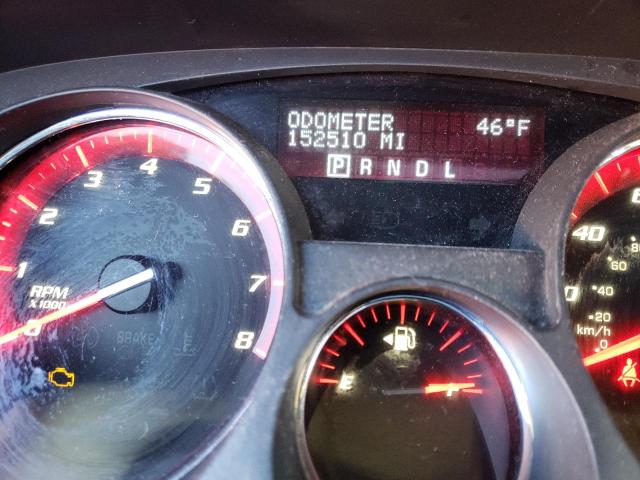 ODOMETER 46°F
152510 MI
P R N D L
0 1 2 3 4 5 6 7 8
RPM
X1000
BRAKE
E F
40
60
40
20
0
km/h